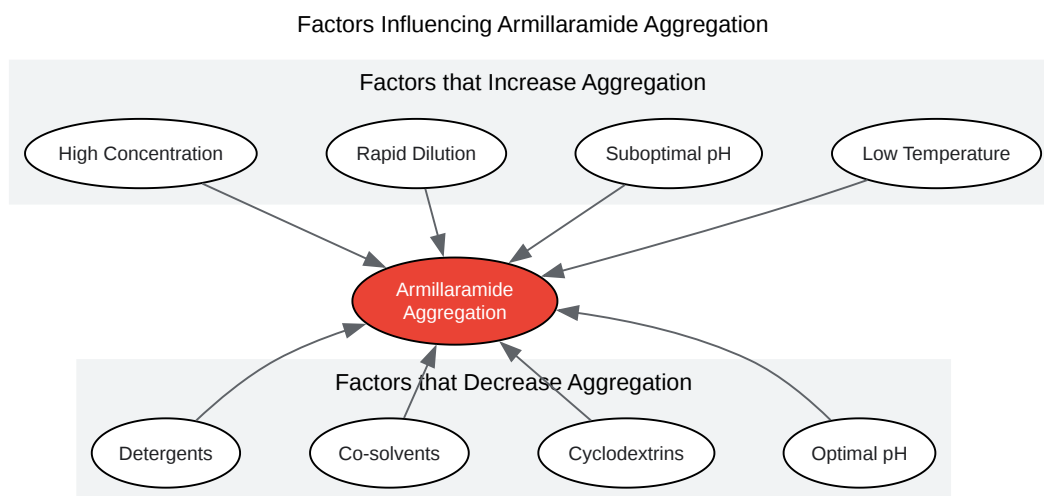 Factors Influencing Armillaramide Aggregation
Factors that Increase Aggregation
High Concentration
Rapid Dilution
Suboptimal pH
Low Temperature
Armillaramide
Aggregation
Factors that Decrease Aggregation
Detergents
Co-solvents
Cyclodextrins
Optimal pH